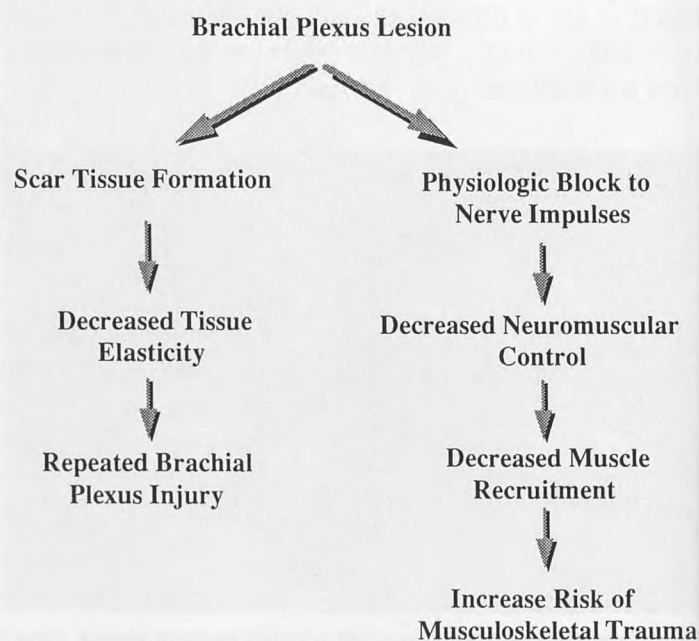 Brachial Plexus Lesion
Scar Tissue Formation
Decreased Tissue
Elasticity
Repeated Brachial
Plexus Injury
Physiologic Block to
Nerve Impulses
Decreased Neuromuscular
Control
Decreased Muscle
Recruitment
Increase Risk of
Musculoskeletal Trauma